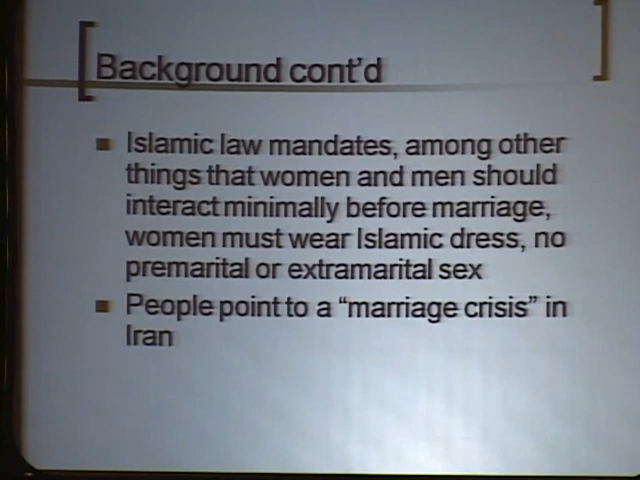 Background cont'd
Islamic law mandates, among other
things that women and men should
interact minimally before marriage,
women must wear Islamic dress, no
premarital or extramarital sex
People point to a “marriage crisis” in
Iran